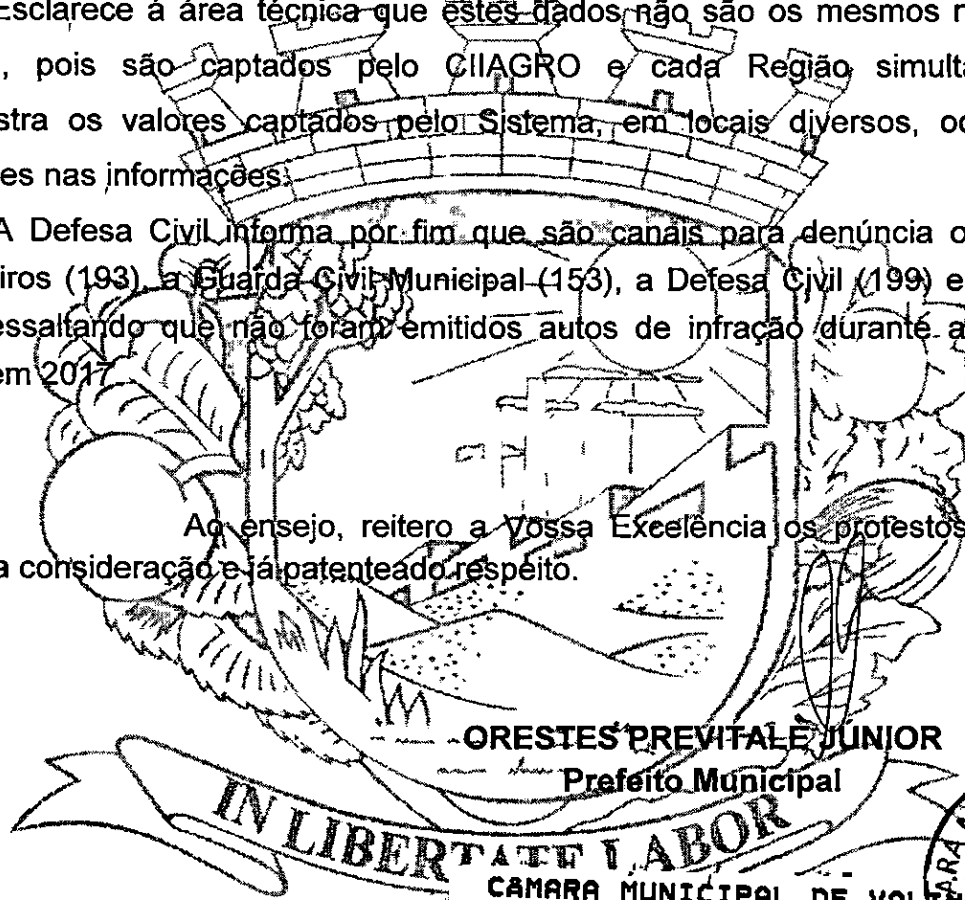 Esclarece à área técnica que estes dados não são os mesmos
, pois são captados pelo CIIAGRO e cada Região simult
stra os valores captados pelo Sistema, em locais diversos, oc
es nas informações.
A Defesa Civil informa por fim que são canais para denúncia o
iros (193), a Guarda Civil Municipal (153), a Defesa Civil (199) e
essaltando que não foram emitidos autos de infração durante a
em 2017.
Ao ensejo, reitero a Vossa Excelência os protestos
a consideração e já patenteado respeito.
ORESTES PREVITALE JUNIOR
Prefeito Municipal
IN LIBERTATE LABOR
CAMARA MUNICIPAL DE
ARA